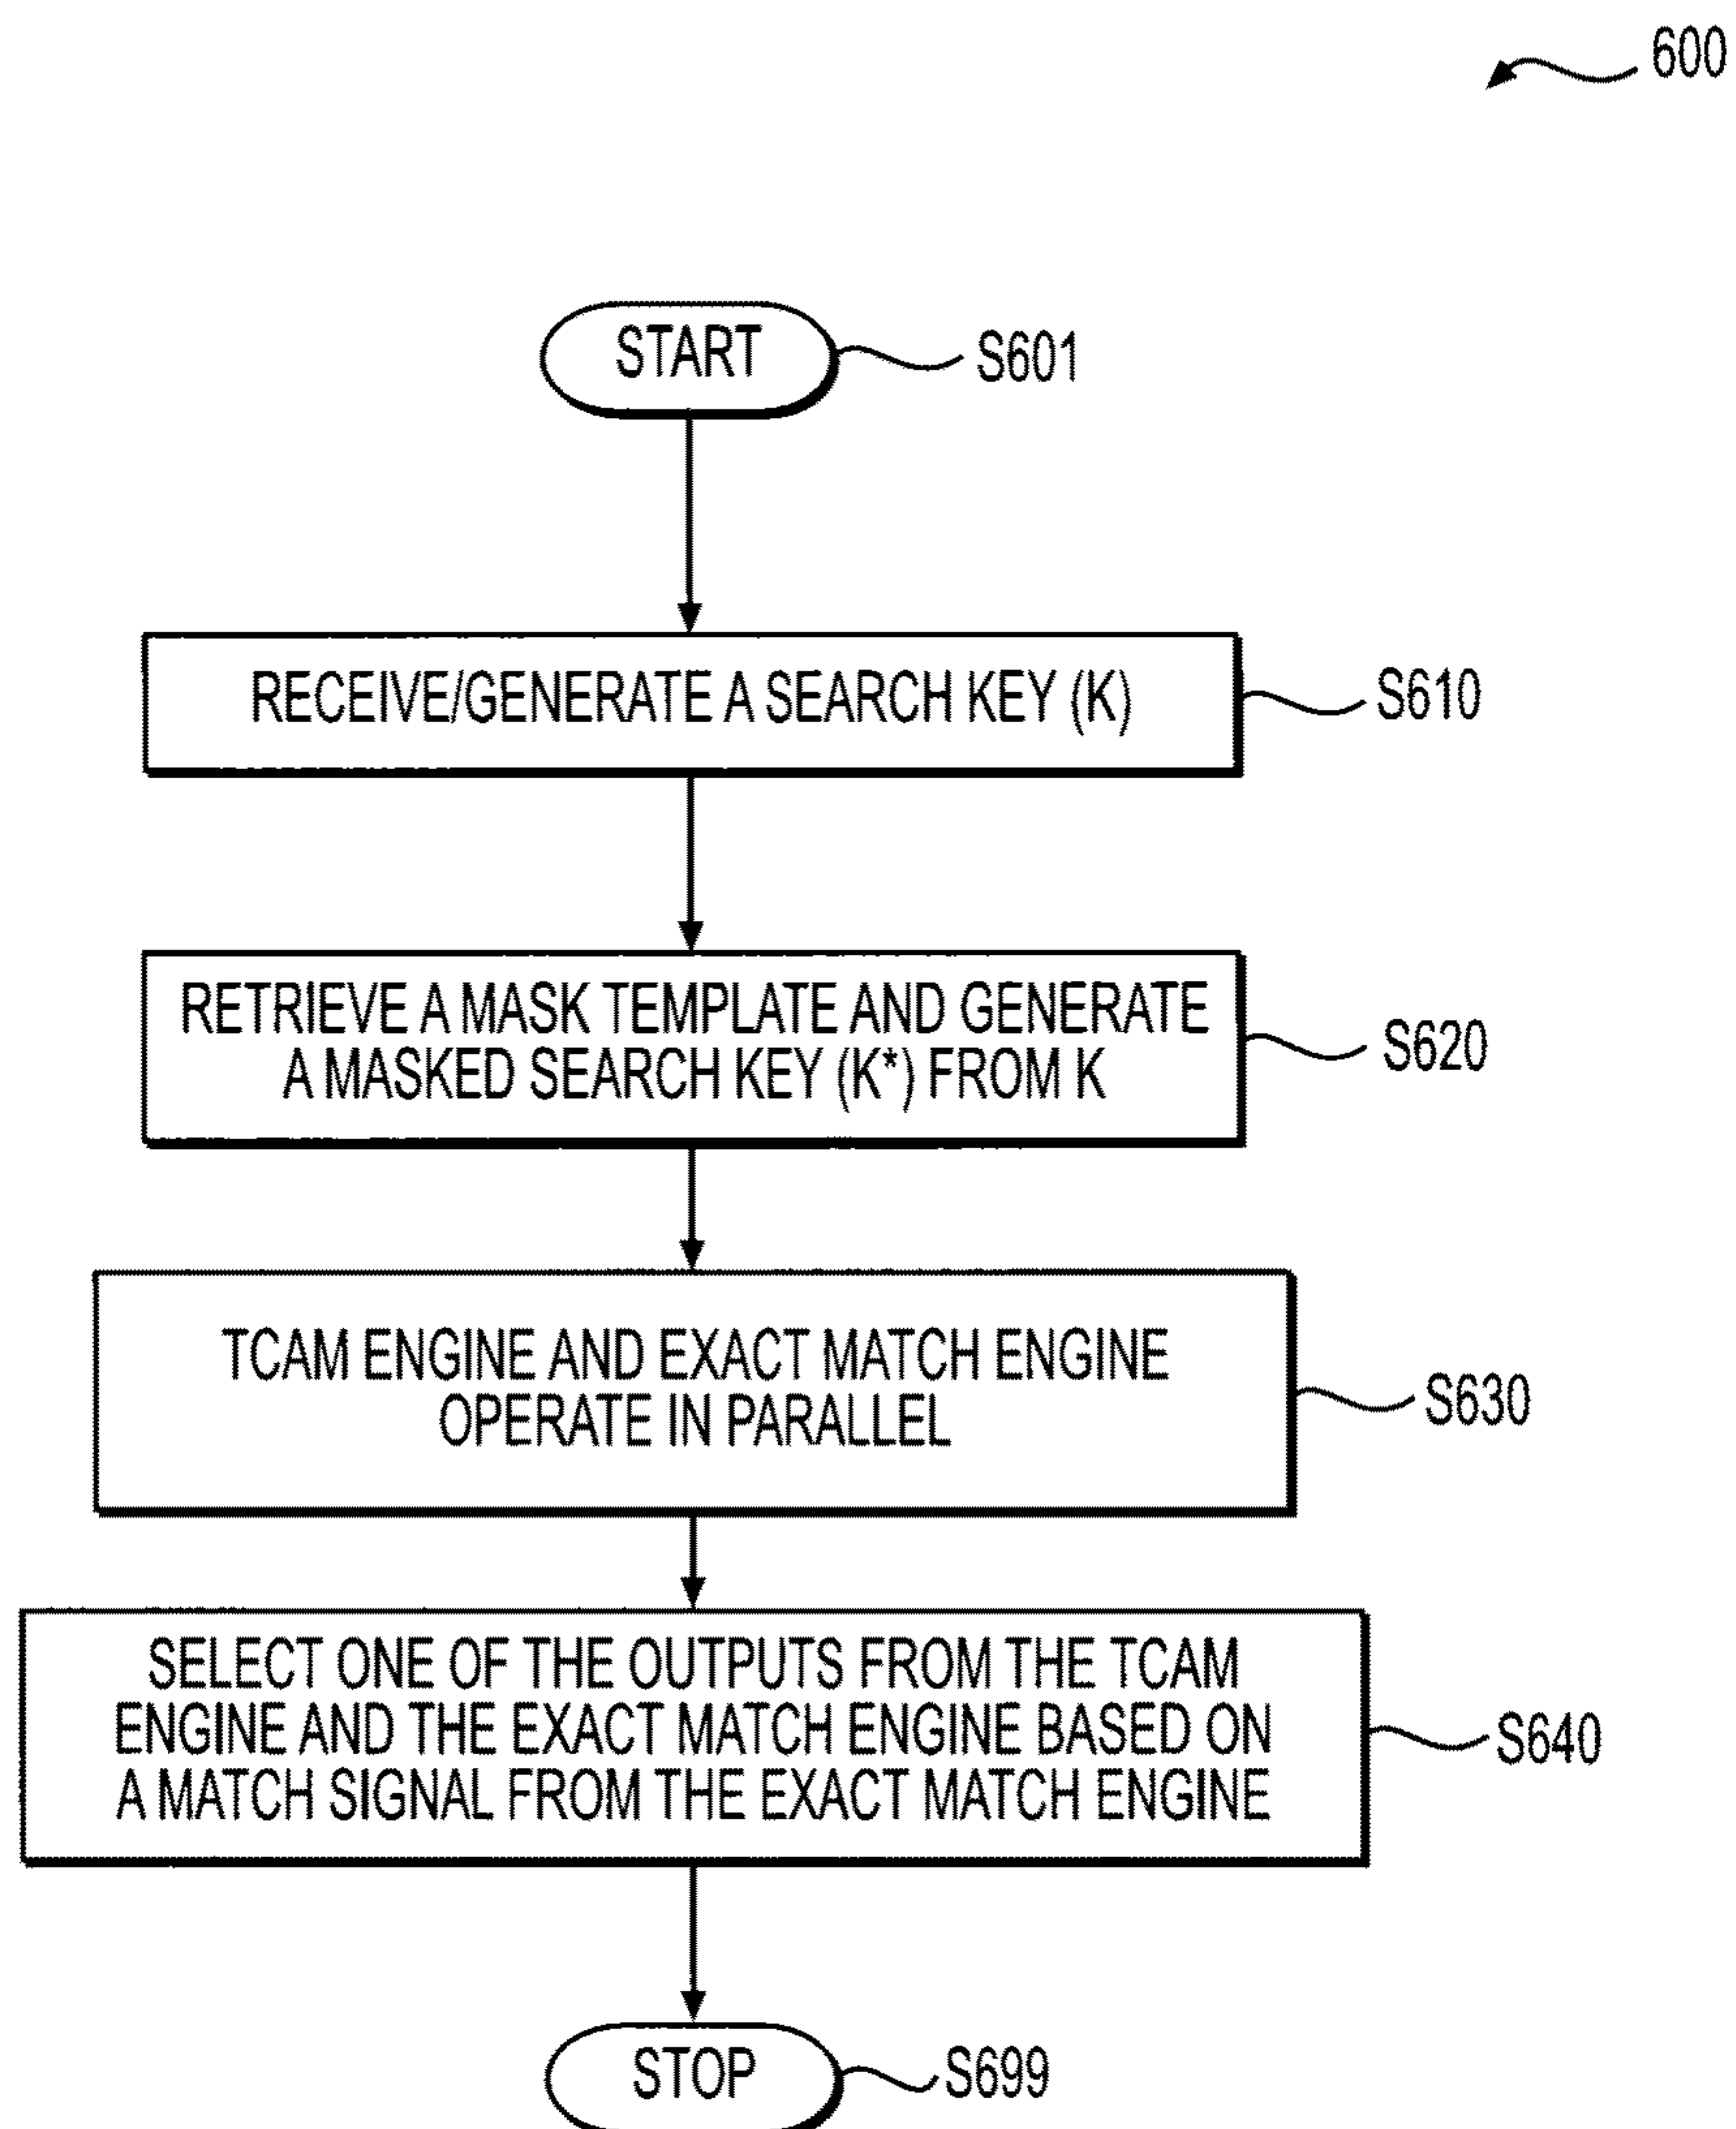 600
START
S601
RECEIVE/GENERATE A SEARCH KEY (K)
S610
RETRIEVE A MASK TEMPLATE AND GENERATE
A MASKED SEARCH KEY (K*) FROM K
S620
TCAM ENGINE AND EXACT MATCH ENGINE
OPERATE IN PARALLEL
S630
SELECT ONE OF THE OUTPUTS FROM THE TCAM
ENGINE AND THE EXACT MATCH ENGINE BASED ON
A MATCH SIGNAL FROM THE EXACT MATCH ENGINE
S640
STOP
S699